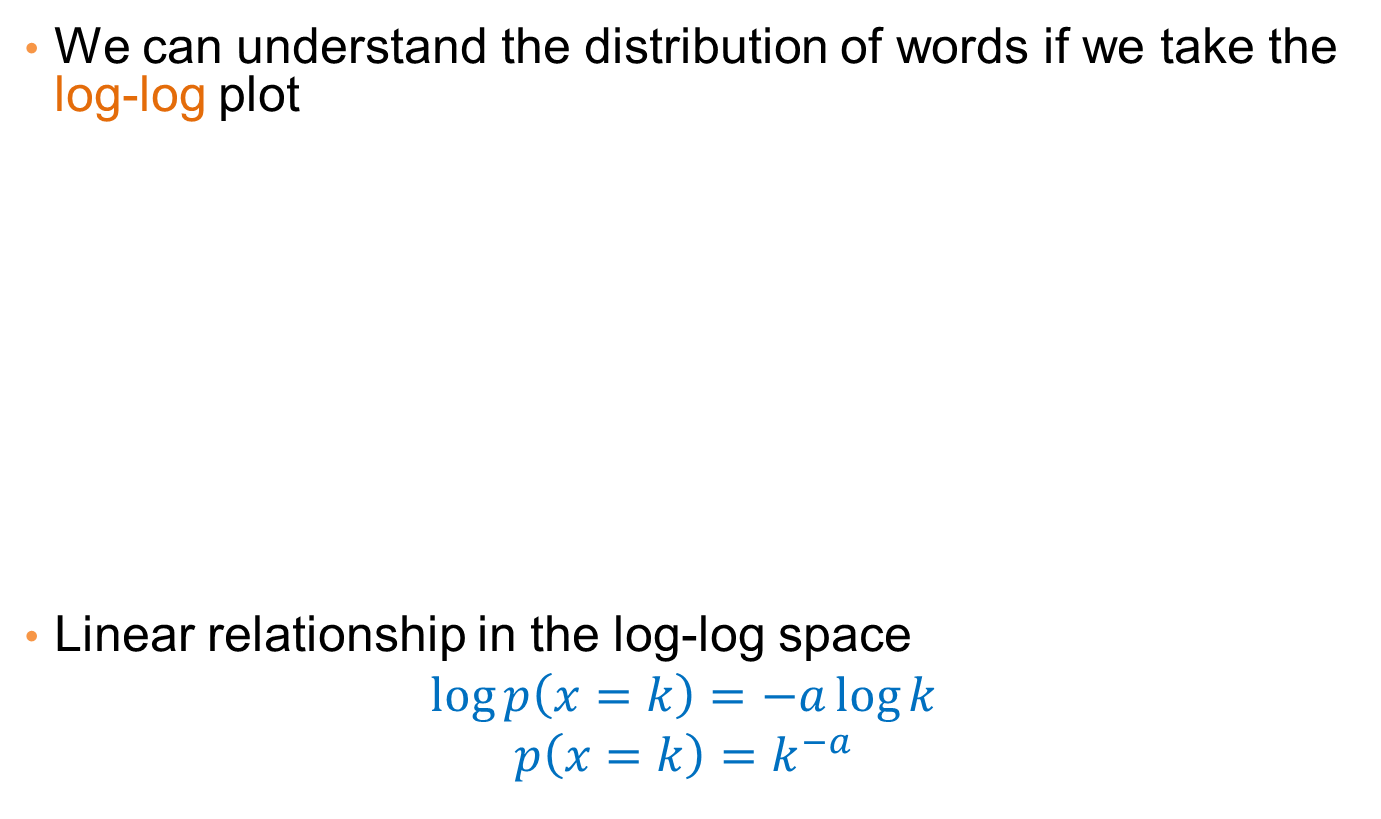 • We can understand the distribution of words if we take the
log-log plot
• Linear relationship in the log-log space
log p(x = k) = −a log k
p(x = k) = k⁻ᵃ